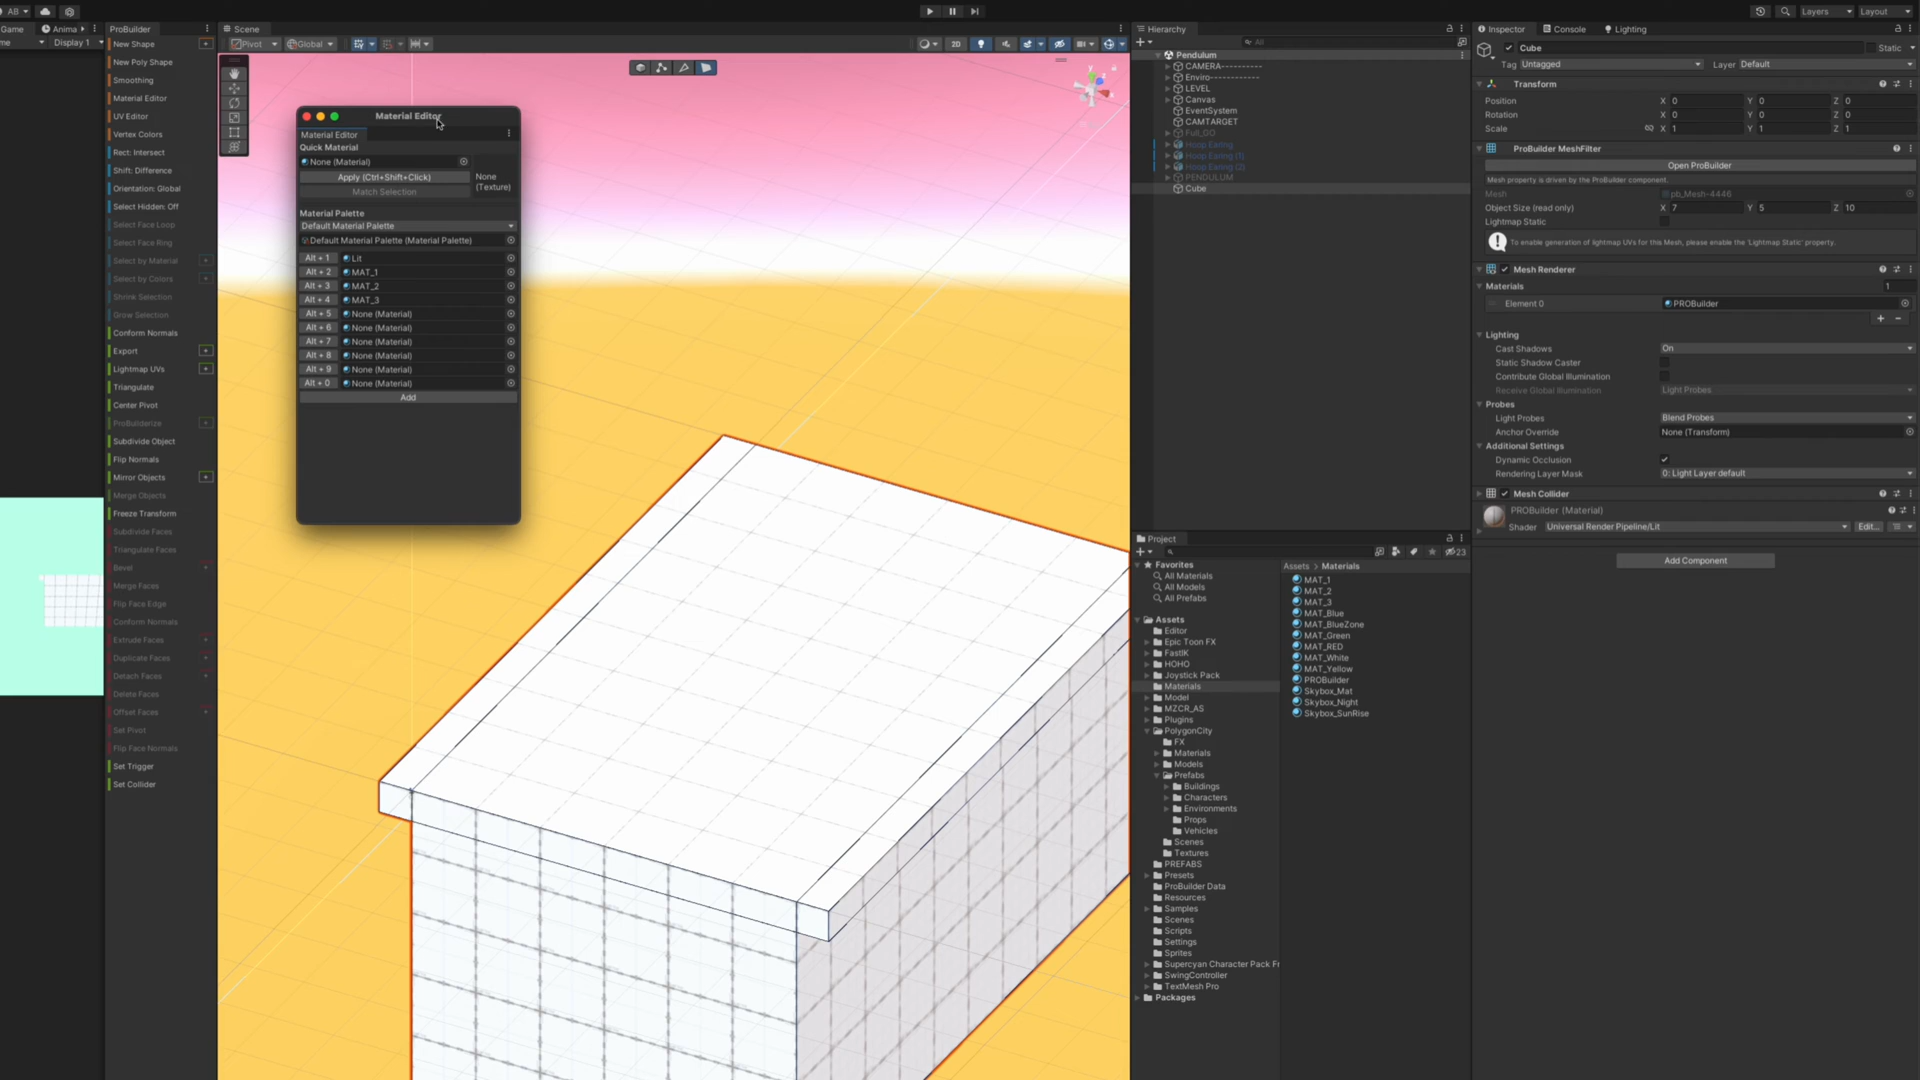 AB
Layers
Layout
Game
Anima
ProBuilder
Scene
Hierarchy
Inspector
Console
Lighting
me
Display 1
New Shape
Pivot
Global
2D
All
Cube
Static
New Poly Shape
Smoothing
Material Editor
UV Editor
Vertex Colors
Rect: Intersect
Shift: Difference
Orientation: Global
Select Hidden: Off
Select Face Loop
Select Face Ring
Select by Material
Select by Colors
Shrink Selection
Grow Selection
Conform Normals
Export
Lightmap UVs
Triangulate
Center Pivot
ProBuilderize
Subdivide Object
Flip Normals
Mirror Objects
Merge Objects
Freeze Transform
Subdivide Faces
Triangulate Faces
Bevel
Merge Faces
Flip Face Edge
Conform Normals
Extrude Faces
Duplicate Faces
Detach Faces
Delete Faces
Offset Faces
Set Pivot
Flip Face Normals
Set Trigger
Set Collider
Material Editor
Material Editor
Quick Material
None (Material)
Apply (Ctrl+Shift+Click)
None
(Texture)
Match Selection
Material Palette
Default Material Palette
Default Material Palette (Material Palette)
Alt + 1 Lit
Alt + 2 MAT_1
Alt + 3 MAT_2
Alt + 4 MAT_3
Alt + 5 None (Material)
Alt + 6 None (Material)
Alt + 7 None (Material)
Alt + 8 None (Material)
Alt + 9 None (Material)
Alt + 0 None (Material)
Add
Pendulum
CAMERA----------
Enviro------------
LEVEL
Canvas
EventSystem
CAMTARGET
Full_GO
Hoop Earing
Hoop Earing (1)
Hoop Earing (2)
PENDULUM
Cube
Project
23
Favorites
All Materials
All Models
All Prefabs
Assets
Editor
Epic Toon FX
FastIK
HOHO
Joystick Pack
Materials
Model
MZCR_AS
Plugins
PolygonCity
FX
Materials
Models
Prefabs
Buildings
Characters
Environments
Props
Vehicles
Scenes
Textures
PREFABS
Presets
ProBuilder Data
Resources
Samples
Scenes
Scripts
Settings
Sprites
Supercyan Character Pack Fr
SwingController
TextMesh Pro
Packages
Assets > Materials
MAT_1
MAT_2
MAT_3
MAT_Blue
MAT_BlueZone
MAT_Green
MAT_RED
MAT_White
MAT_Yellow
PROBuilder
Skybox_Mat
Skybox_Night
Skybox_SunRise
Tag Untagged Layer Default
Transform
Position X 0 Y 0 Z 0
Rotation X 0 Y 0 Z 0
Scale X 1 Y 1 Z 1
ProBuilder MeshFilter
Open ProBuilder
Mesh property is driven by the ProBuilder component.
Mesh pb_Mesh-4446
Object Size (read only) X 7 Y 5 Z 10
Lightmap Static
To enable generation of lightmap UVs for this Mesh, please enable the 'Lightmap Static' property.
Mesh Renderer
Materials 1
Element 0 PROBuilder
Lighting
Cast Shadows On
Static Shadow Caster
Contribute Global Illumination
Receive Global Illumination Light Probes
Probes
Light Probes Blend Probes
Anchor Override None (Transform)
Additional Settings
Dynamic Occlusion
Rendering Layer Mask 0: Light Layer default
Mesh Collider
PROBuilder (Material)
Shader Universal Render Pipeline/Lit Edit...
Add Component